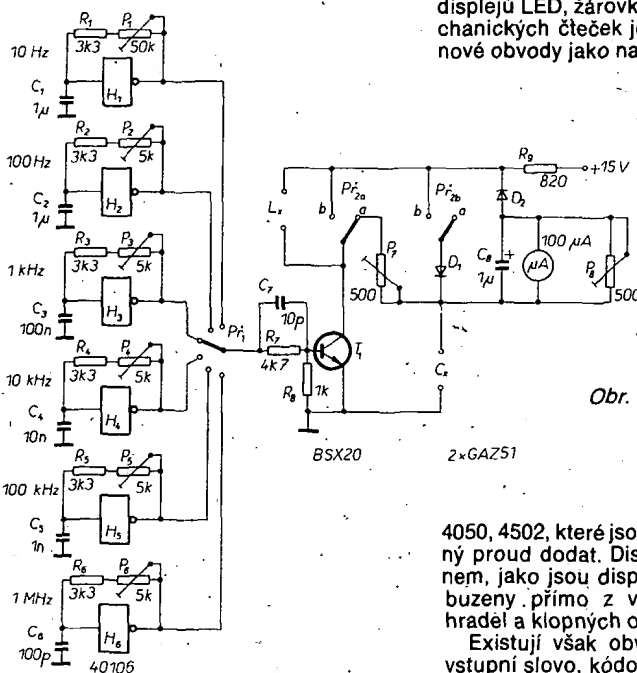 displejů LED, žárovk
chanických čteček je
nové obvody jako na
10 Hz
R1
3k3
P1
50k
C1
1µ
H1
100Hz
R2
3k3
P2
5k
C2
1µ
H2
1 kHz
R3
3k3
P3
5k
C3
100n
H3
10 kHz
R4
3k3
P4
5k
C4
10n
H4
100 kHz
R5
3k3
P5
5k
C5
1n
H5
1 MHz
R6
3k3
P6
5k
C6
100p
H6
40106
Př1
C7
10p
R7
4k7
R8
1k
T1
BSX20
Lx
b
Př2a
a
P7
500
b
Př2b
a
D1
Cx
2×GAZ51
R9
820
+15V
D2
C8
+
1µ
100 µA
µA
P8
500
Obr.
4050, 4502, které jso
ný proud dodat. Dis
nem, jako jsou disp
buzeny přímo z v
hradel a klopných o
Existují však obv
vstupní slovo, kódo